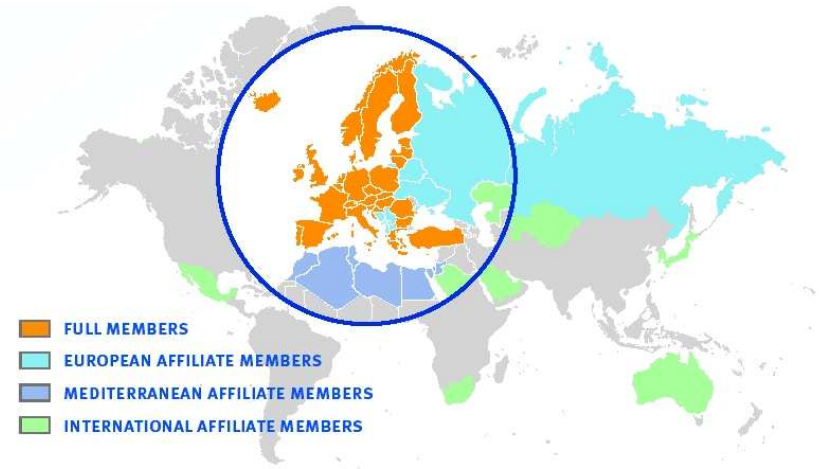 FULL MEMBERS
EUROPEAN AFFILIATE MEMBERS
MEDITERRANEAN AFFILIATE MEMBERS
INTERNATIONAL AFFILIATE MEMBERS